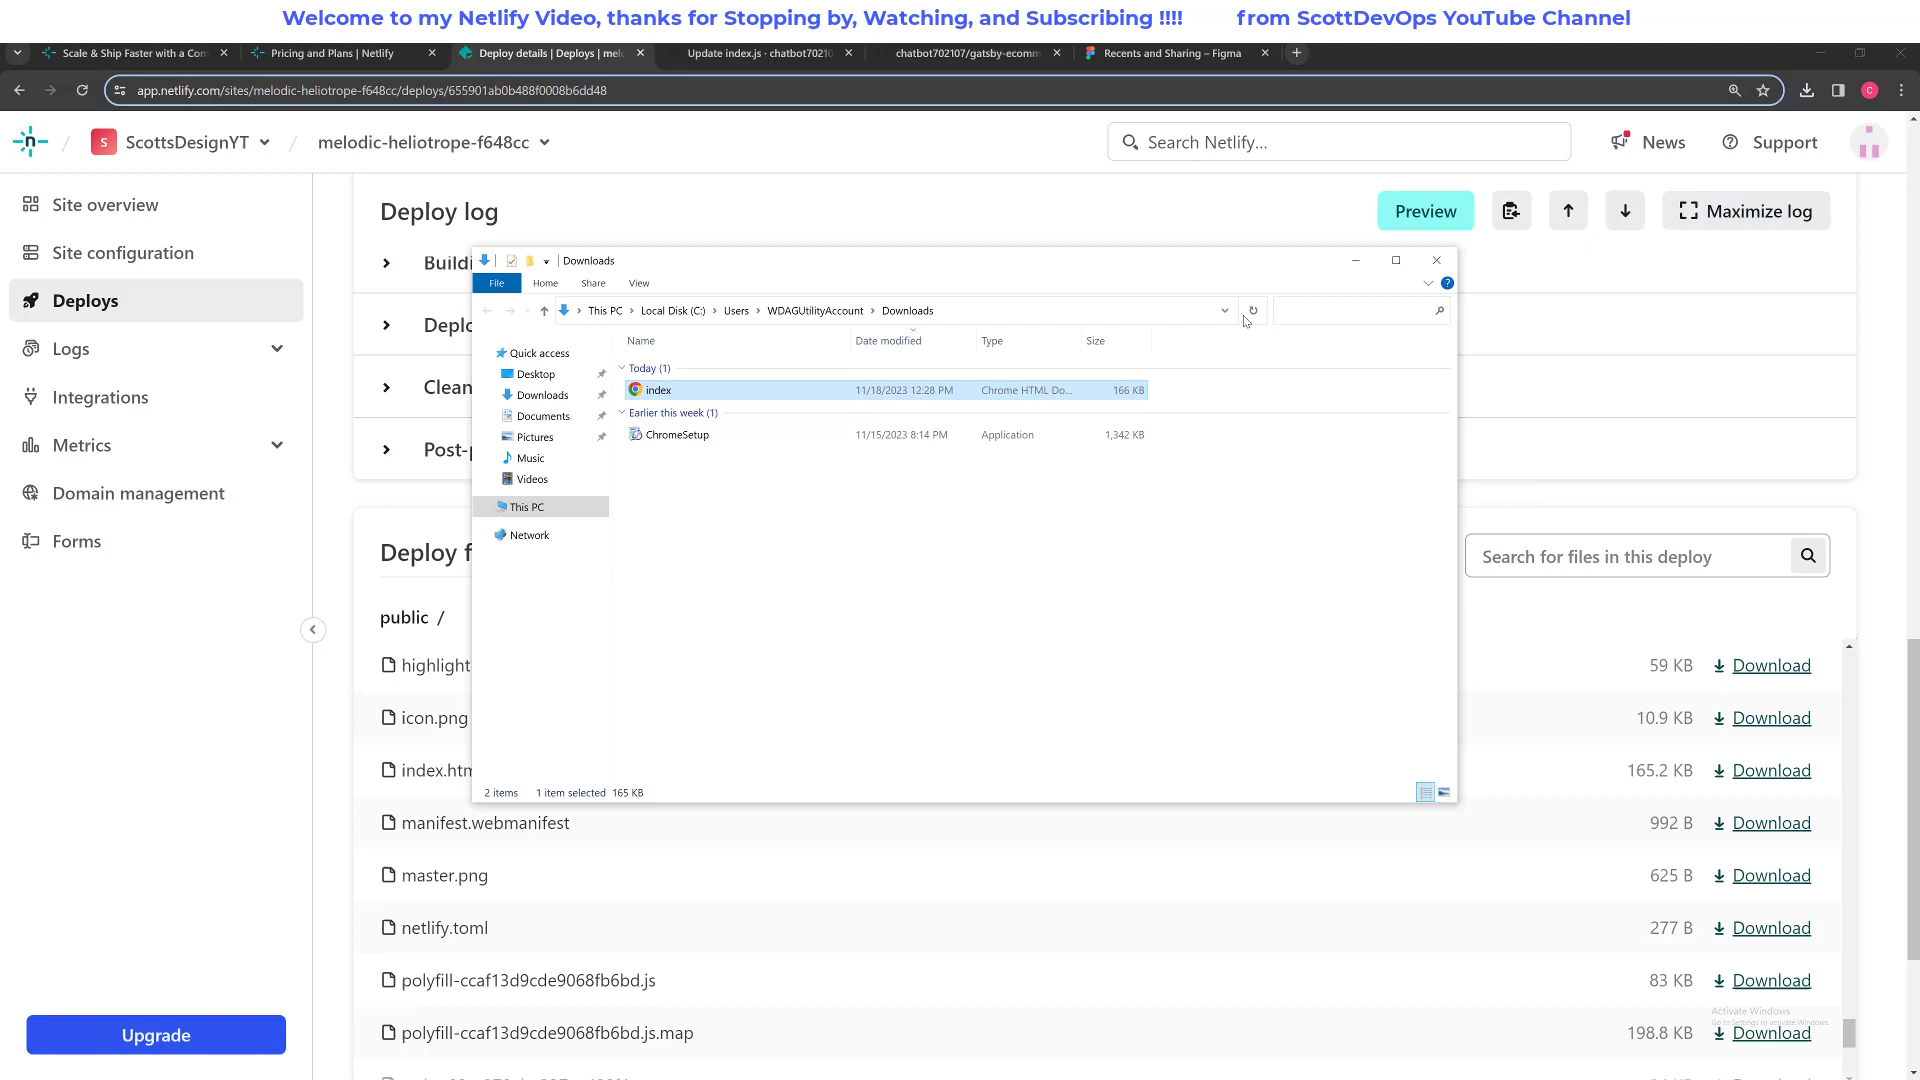 Welcome to my Netlify Video, thanks for Stopping by, Watching, and Subscribing !!!! from ScottDevOps YouTube Channel
Scale & Ship Faster with a Com
Pricing and Plans | Netlify
Deploy details | Deploys | melo
Update index.js · chatbot70210
chatbot702107/gatsby-ecomm
Recents and Sharing – Figma
app.netlify.com/sites/melodic-heliotrope-f648cc/deploys/655901ab0b488f0008b6dd48
C
n / S ScottsDesignYT / melodic-heliotrope-f648cc
Search Netlify...
News
Support
Site overview
Site configuration
Deploys
Logs
Integrations
Metrics
Domain management
Forms
Upgrade
Deploy log
Preview
Maximize log
Buildi
Deplo
Clean
Post-p
Downloads
File Home Share View
This PC > Local Disk (C:) > Users > WDAGUtilityAccount > Downloads
Quick access
Desktop
Downloads
Documents
Pictures
Music
Videos
This PC
Network
Name Date modified Type Size
Today (1)
index 11/18/2023 12:28 PM Chrome HTML Do... 166 KB
Earlier this week (1)
ChromeSetup 11/15/2023 8:14 PM Application 1,342 KB
2 items 1 item selected 165 KB
Deploy f
Search for files in this deploy
public /
highlight 59 KB Download
icon.png 10.9 KB Download
index.htm 165.2 KB Download
manifest.webmanifest 992 B Download
master.png 625 B Download
netlify.toml 277 B Download
polyfill-ccaf13d9cde9068fb6bd.js 83 KB Download
Activate Windows
Go to Settings to activate Windows.
polyfill-ccaf13d9cde9068fb6bd.js.map 198.8 KB Download